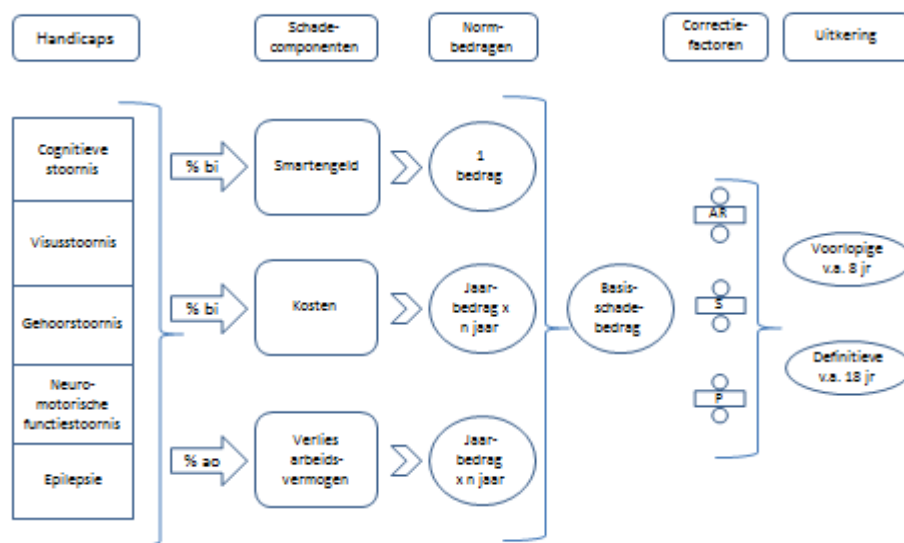 Handicaps
Schade-
componenten
Norm-
bedragen
Correctie-
factoren
Uitkering
Cognitieve
stoornis
Visusstoornis
Gehoorstoornis
Neuro-
motorische
functiestoornis
Epilepsie
% bi
Smartengeld
1
bedrag
% bi
Kosten
Jaar-
bedrag x
n jaar
% ao
Verlies
arbeids-
vermogen
Jaar-
bedrag
x n jaar
Basis-
schade-
bedrag
AR
S
P
Voorlopige
v.a. 8 jr
Definitieve
v.a. 18 jr